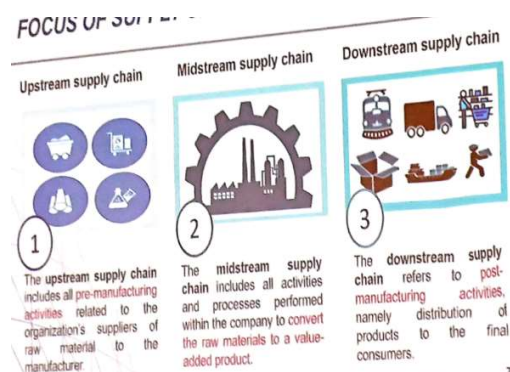 FOCUS OF
Upstream supply chain
Midstream supply chain
Downstream supply chain
1
2
3
The upstream supply chain
includes all pre-manufacturing
activities related to the
organization's suppliers of
raw material to the
manufacturer.
The midstream supply
chain includes all activities
and processes performed
within the company to convert
the raw materials to a value-
added product.
The downstream supply
chain refers to post-
manufacturing activities,
namely distribution of
products to the final
consumers.